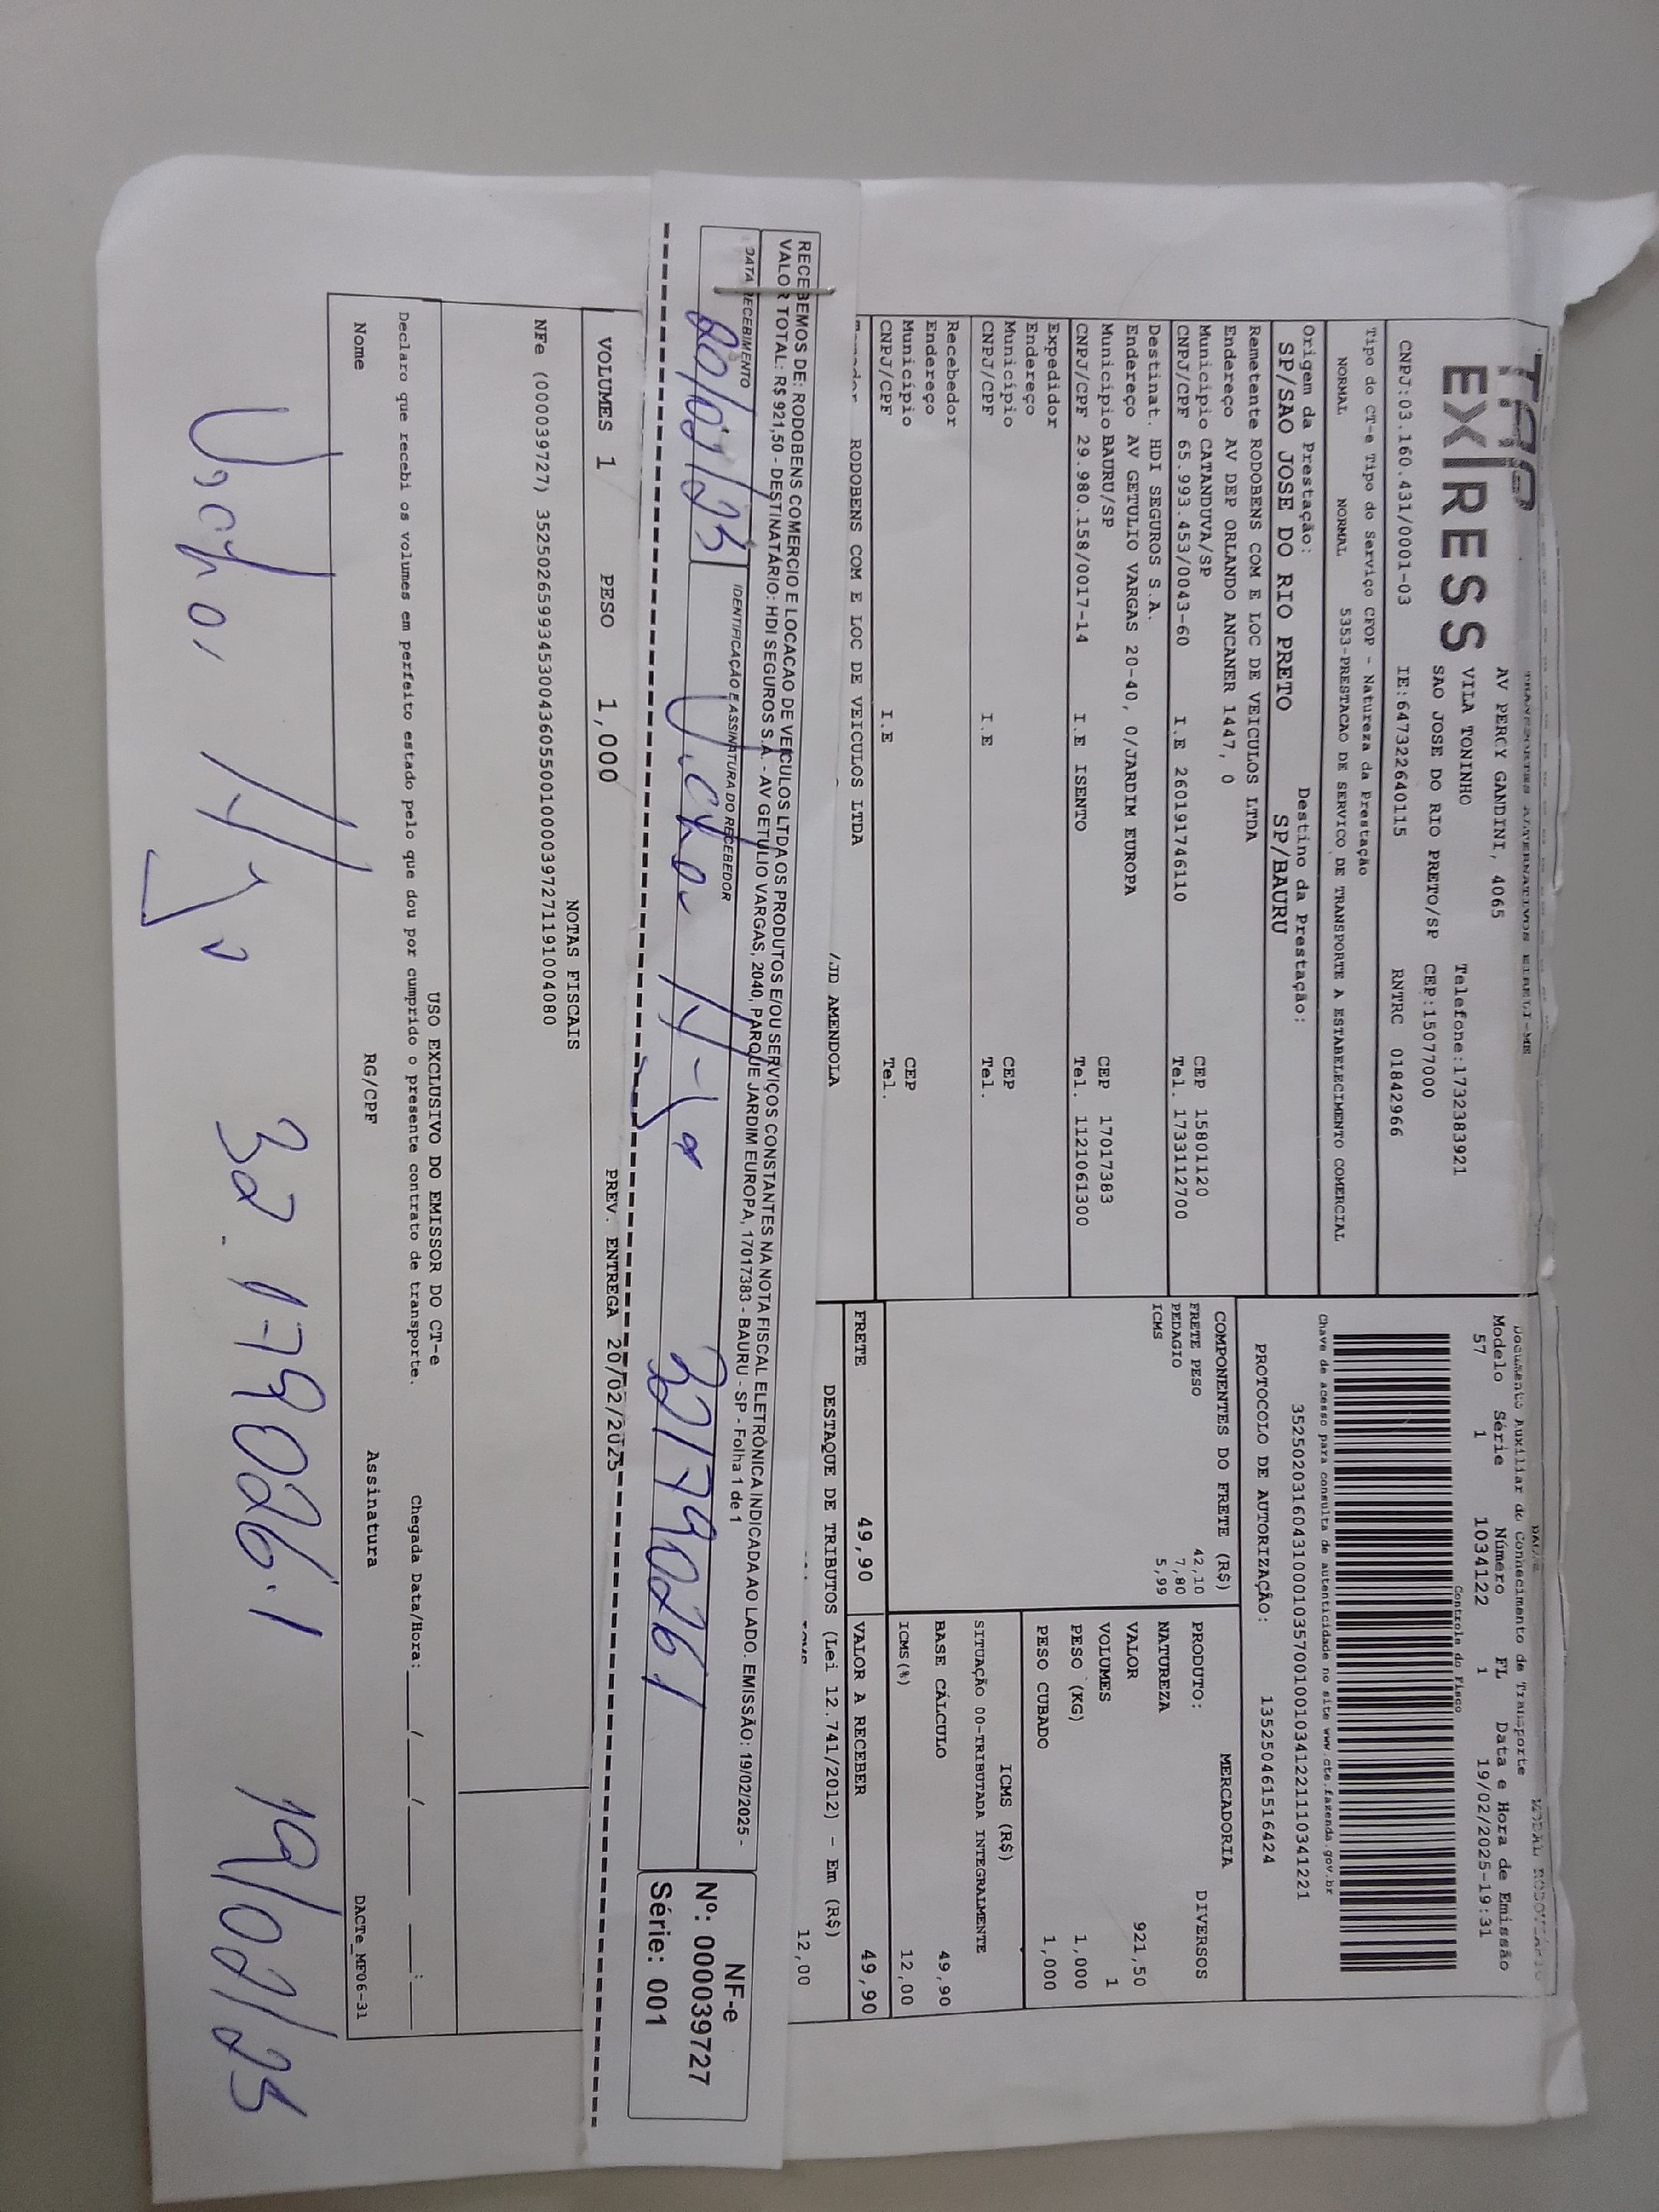 TRANSPORTES ALTERNATIVOS EIRELI-ME
EXPRESS
AV PERCY GANDINI, 4065
VILA TONINHO
Telefone:1732383921
SAO JOSE DO RIO PRETO/SP CEP:15077000
CNPJ:03.160.431/0001-03 IE:647322640115 RNTRC 01842966
Tipo do CT-e Tipo do Serviço CFOP - Natureza da Prestação
NORMAL NORMAL 5353-PRESTACAO DE SERVICO DE TRANSPORTE A ESTABELECIMENTO COMERCIAL
Origem da Prestação: Destino da Prestação:
SP/SAO JOSE DO RIO PRETO SP/BAURU
Remetente RODOBENS COM E LOC DE VEICULOS LTDA
Endereço AV DEP ORLANDO ANCANER 1447, 0
Município CATANDUVA/SP CEP 15801120
CNPJ/CPF 65.993.453/0043-60 I.E 260191746110 Tel. 1733112700
Destinat. HDI SEGUROS S.A.
Endereço AV GETULIO VARGAS 20-40, 0/JARDIM EUROPA
Município BAURU/SP CEP 17017383
CNPJ/CPF 29.980.158/0017-14 I.E ISENTO Tel. 1121061300
Expedidor
Endereço
Município CEP
CNPJ/CPF I.E Tel.
Recebedor
Endereço
Município CEP
CNPJ/CPF I.E Tel.
RODOBENS COM E LOC DE VEICULOS LTDA
/JD AMENDOLA
Documento Auxiliar do Conhecimento de Transporte
MODAL RODOVIÁRIO
Modelo Série Número FL Data e Hora de Emissão
57 1 1034122 1 19/02/2025-19:31
Controle do Fisco
Chave de acesso para consulta de autenticidade no site www.cte.fazenda.gov.br
35250203160431000103570010010341221110341221
PROTOCOLO DE AUTORIZAÇÃO: 135250461516424
COMPONENTES DO FRETE (R$)
FRETE PESO 42,10
PEDAGIO 7,80
ICMS 5,99
MERCADORIA
PRODUTO: DIVERSOS
NATUREZA
VALOR 921,50
VOLUMES 1
PESO (KG) 1,000
PESO CUBADO 1,000
ICMS (R$)
SITUAÇÃO 00-TRIBUTADA INTEGRALMENTE
BASE CÁLCULO 49,90
ICMS(%) 12,00
FRETE 49,90 VALOR A RECEBER 49,90
DESTAQUE DE TRIBUTOS (Lei 12.741/2012) - Em (R$)
12,00
RECEBEMOS DE: RODOBENS COMERCIO E LOCACAO DE VEICULOS LTDA OS PRODUTOS E/OU SERVIÇOS CONSTANTES NA NOTA FISCAL ELETRÔNICA INDICADA AO LADO. EMISSÃO: 19/02/2025 -
VALOR TOTAL: R$ 921,50 - DESTINATÁRIO: HDI SEGUROS S.A. - AV GETULIO VARGAS, 2040, PARQUE JARDIM EUROPA, 17017383 - BAURU - SP - Folha 1 de 1
DATA RECEBIMENTO IDENTIFICAÇÃO E ASSINATURA DO RECEBEDOR
20/02/25 321790261
NF-e
Nº: 000039727
Série: 001
VOLUMES 1 PESO 1,000 PREV. ENTREGA 20/02/2025
NOTAS FISCAIS
NFe (000039727) 35250265993453004360550010000397271191004080
USO EXCLUSIVO DO EMISSOR DO CT-e
Declaro que recebi os volumes em perfeito estado pelo que dou por cumprido o presente contrato de transporte. Chegada Data/Hora:____/____/______ ____:____
Nome RG/CPF Assinatura DACTe_MF06-31
32.179026.1 19/02/25